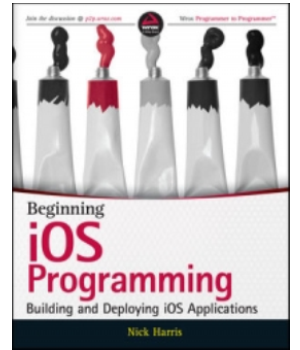 Join the discussion @ p2p.wrox.com
Wrox Programmer to Programmer™
Beginning
iOS
Programming
Building and Deploying iOS Applications
Nick Harris